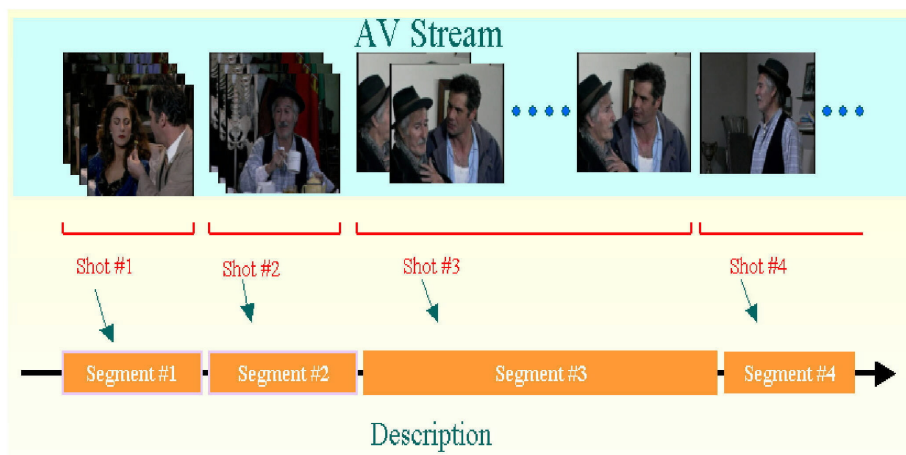 AV Stream
Shot #1
Shot #2
Shot #3
Shot #4
Segment #1
Segment #2
Segment #3
Segment #4
Description